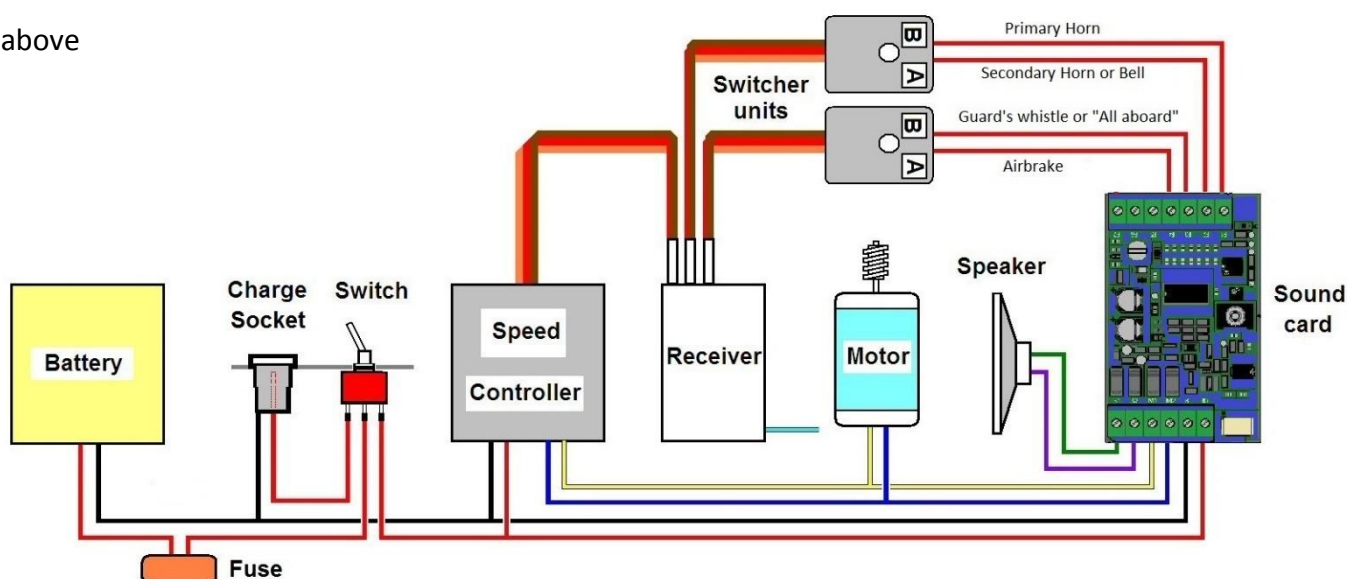 above
Primary Horn
Secondary Horn or Bell
Switcher
units
B
A
Guard's whistle or "All aboard"
Airbrake
B
A
Speaker
Sound
card
Charge
Socket
Switch
Battery
Speed
Controller
Receiver
Motor
Fuse